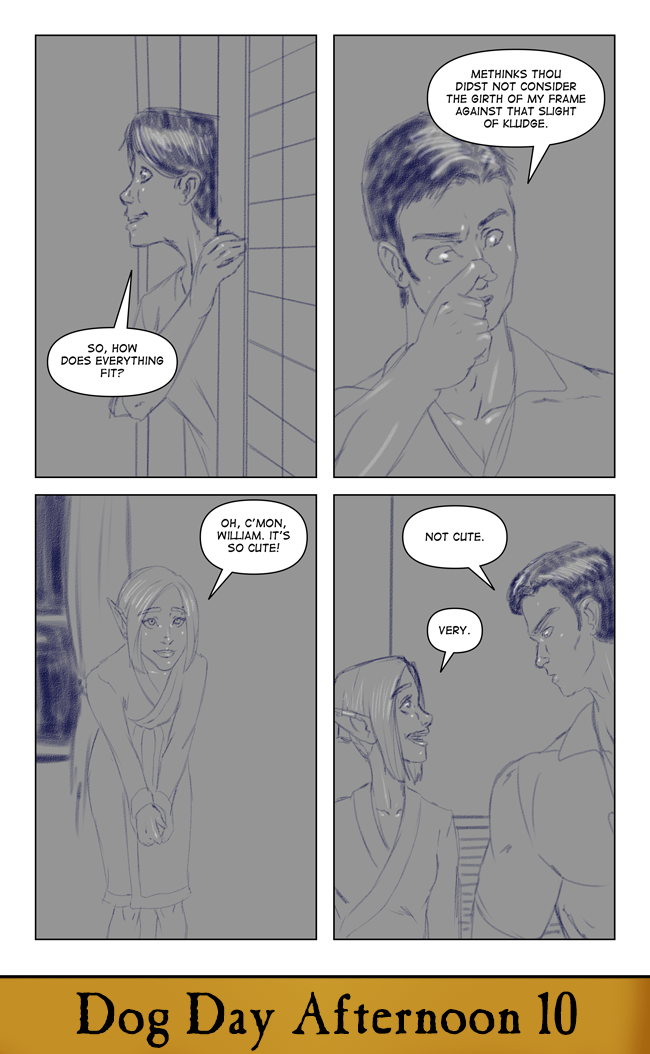 SO, HOW
DOES EVERYTHING
FIT?
METHINKS THOU
DIDST NOT CONSIDER
THE GIRTH OF MY FRAME
AGAINST THAT SLIGHT
OF KLUDGE.
OH, C'MON,
WILLIAM. IT'S
SO CUTE!
NOT CUTE.
VERY.
Dog Day Afternoon 10